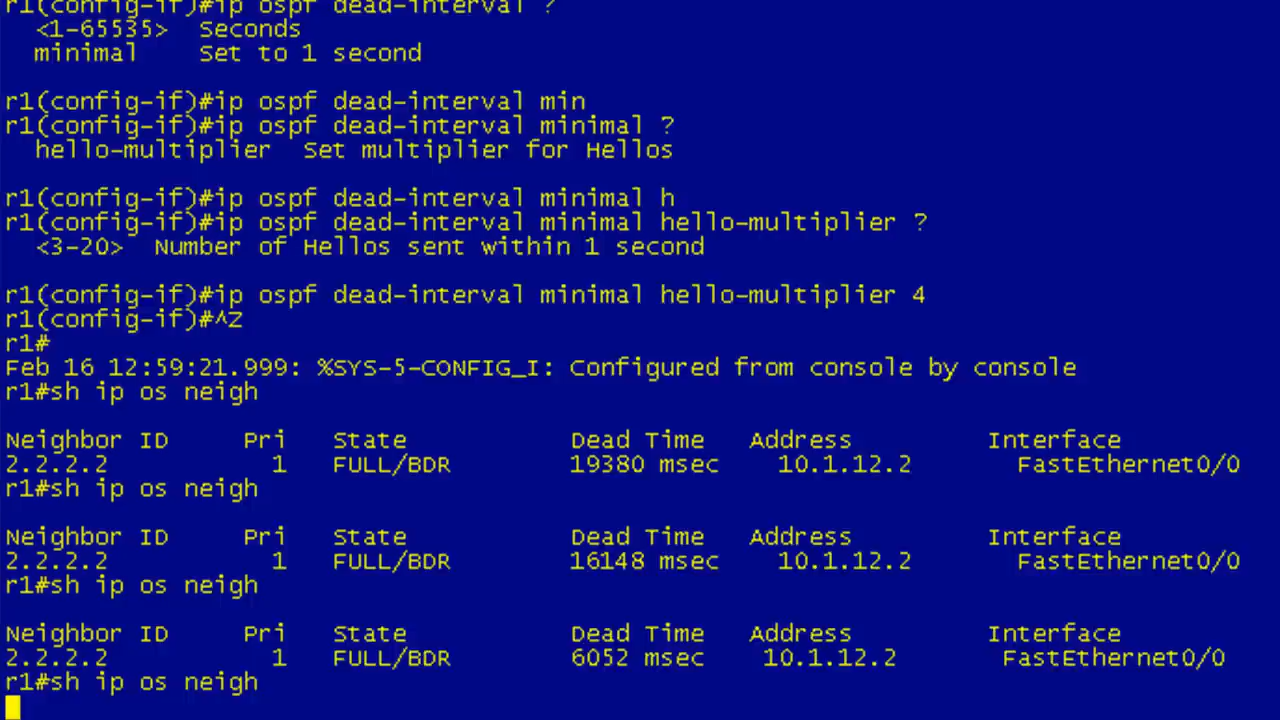 r1(config-if)#ip ospf dead-interval ?
  <1-65535>  Seconds
  minimal    Set to 1 second

r1(config-if)#ip ospf dead-interval min
r1(config-if)#ip ospf dead-interval minimal ?
  hello-multiplier  Set multiplier for Hellos

r1(config-if)#ip ospf dead-interval minimal h
r1(config-if)#ip ospf dead-interval minimal hello-multiplier ?
  <3-20>  Number of Hellos sent within 1 second

r1(config-if)#ip ospf dead-interval minimal hello-multiplier 4
r1(config-if)#^Z
r1#
Feb 16 12:59:21.999: %SYS-5-CONFIG_I: Configured from console by console
r1#sh ip os neigh

Neighbor ID     Pri   State           Dead Time   Address         Interface
2.2.2.2           1   FULL/BDR        19380 msec    10.1.12.2       FastEthernet0/0
r1#sh ip os neigh

Neighbor ID     Pri   State           Dead Time   Address         Interface
2.2.2.2           1   FULL/BDR        16148 msec    10.1.12.2       FastEthernet0/0
r1#sh ip os neigh

Neighbor ID     Pri   State           Dead Time   Address         Interface
2.2.2.2           1   FULL/BDR        6052 msec    10.1.12.2       FastEthernet0/0
r1#sh ip os neigh